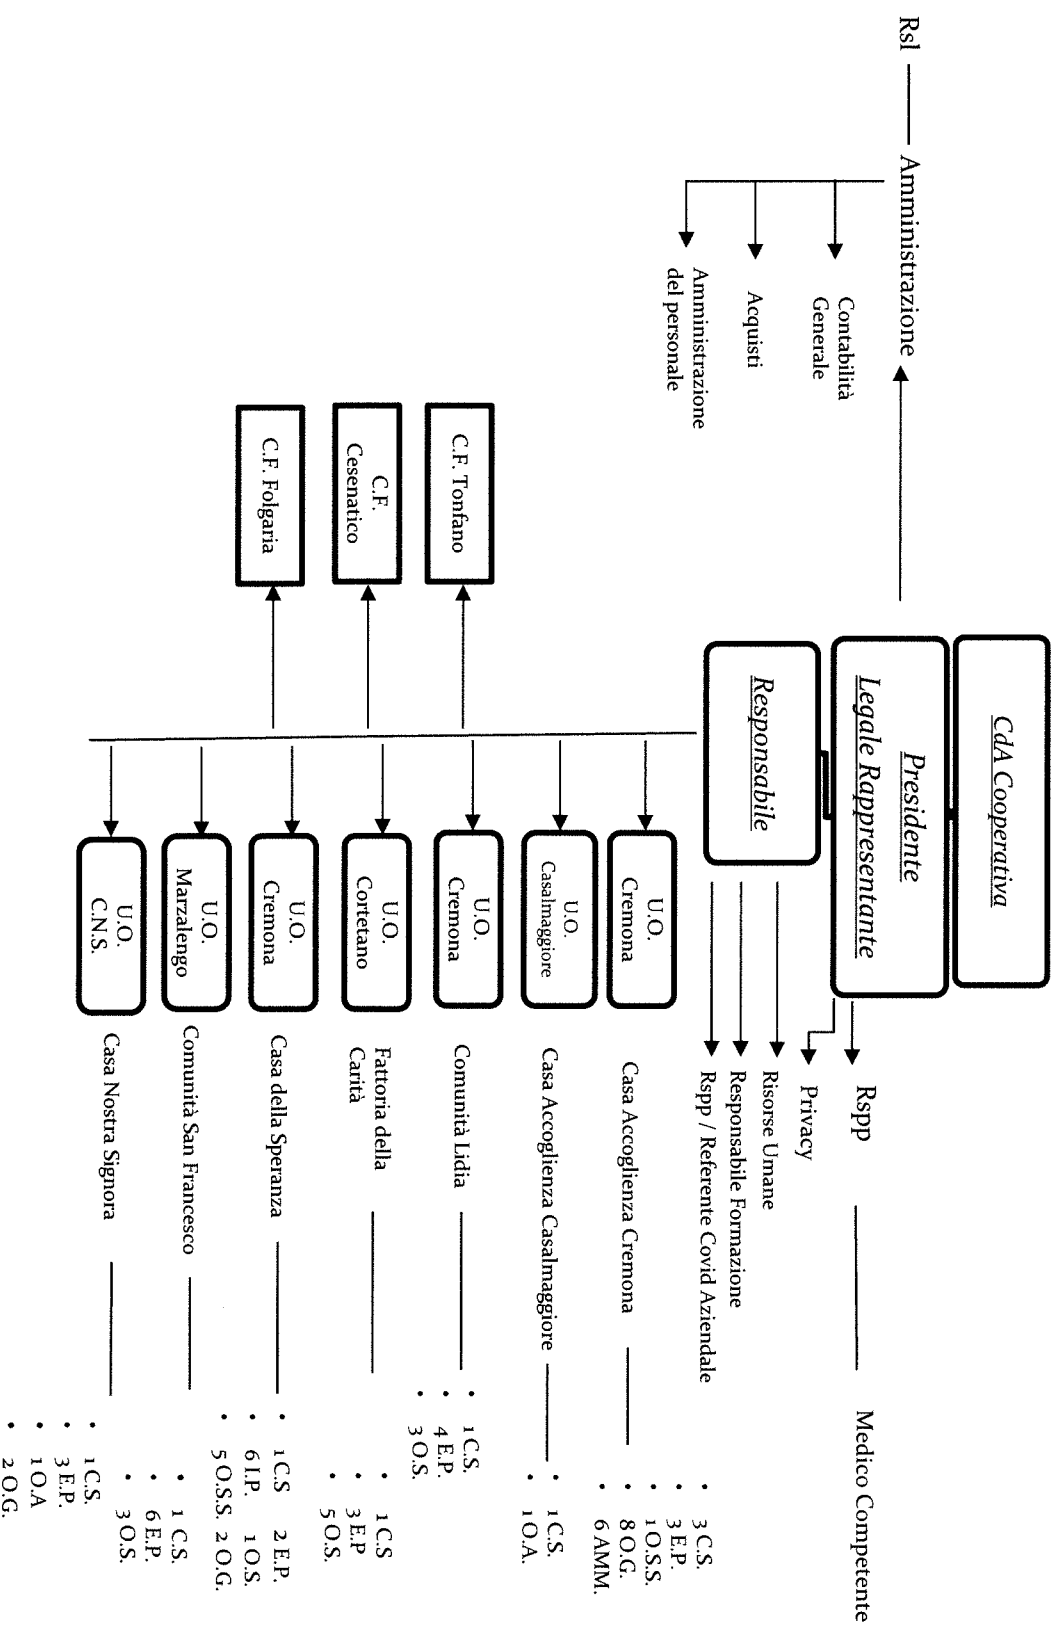 CdA Cooperativa
Presidente
Legale Rappresentante
Responsabile
Rsl
Amministrazione
Contabilità
Generale
Acquisti
Amministrazione
del personale
Rspp
Medico Competente
Privacy
Risorse Umane
Responsabile Formazione
Rspp / Referente Covid Aziendale
C.F. Tonfano
C.F.
Cesenatico
C.F. Folgaria
U.O.
Cremona
Casa Accoglienza Cremona
• 3 C.S.
• 3 E.P.
• 1 O.S.S.
• 8 O.G.
• 6 AMM.
U.O.
Casalmaggiore
Casa Accoglienza Casalmaggiore
• 1 C.S.
• 1 O.A.
U.O.
Cremona
Comunità Lidia
• 1 C.S.
• 4 E.P.
• 3 O.S.
U.O.
Cortetano
Fattoria della
Carità
• 1 C.S
• 3 E.P
• 5 O.S.
U.O.
Cremona
Casa della Speranza
• 1 C.S 2 E.P.
• 6 I.P. 1 O.S.
• 5 O.S.S. 2 O.G.
U.O.
Marzalengo
Comunità San Francesco
• 1 C.S.
• 6 E.P.
• 3 O.S.
U.O.
C.N.S.
Casa Nostra Signora
• 1 C.S.
• 3 E.P.
• 1 O.A
• 2 O.G.